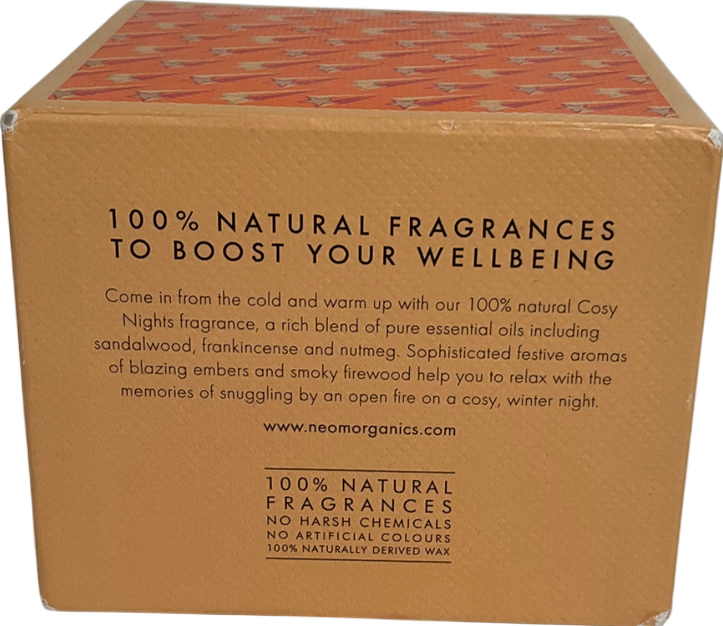 100% NATURAL FRAGRANCES
TO BOOST YOUR WELLBEING
Come in from the cold and warm up with our 100% natural Cosy
Nights fragrance, a rich blend of pure essential oils including
sandalwood, frankincense and nutmeg. Sophisticated festive aromas
of blazing embers and smoky firewood help you to relax with the
memories of snuggling by an open fire on a cosy, winter night.
www.neomorganics.com
100% NATURAL
FRAGRANCES
NO HARSH CHEMICALS
NO ARTIFICIAL COLOURS
100% NATURALLY DERIVED WAX